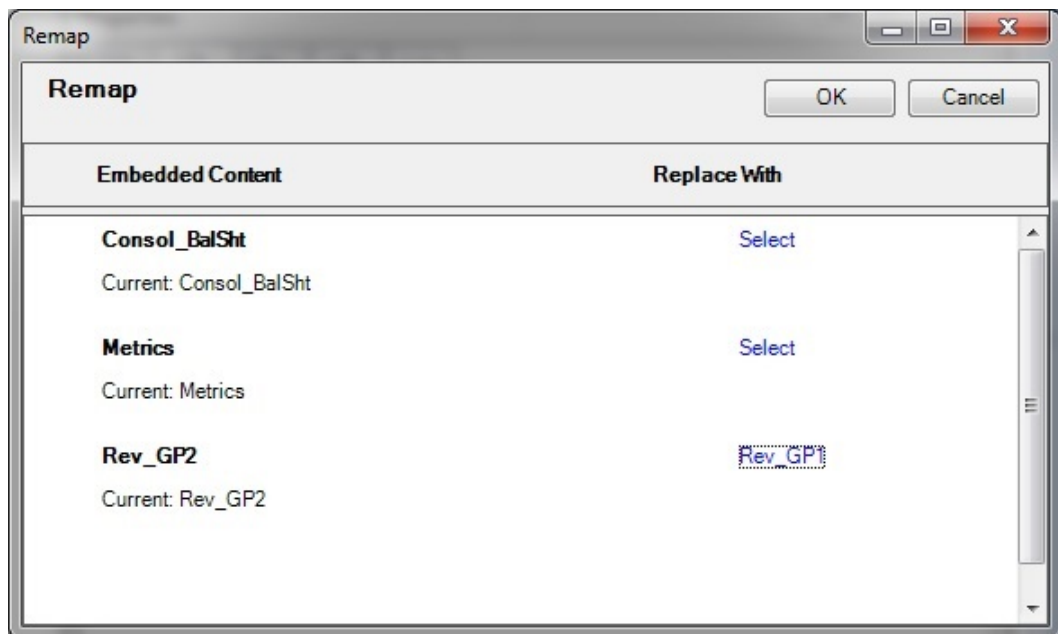 Remap
Remap
OK Cancel
Embedded Content Replace With
Consol_BalSht Select
Current: Consol_BalSht
Metrics Select
Current: Metrics
Rev_GP2 Rev_GP1
Current: Rev_GP2